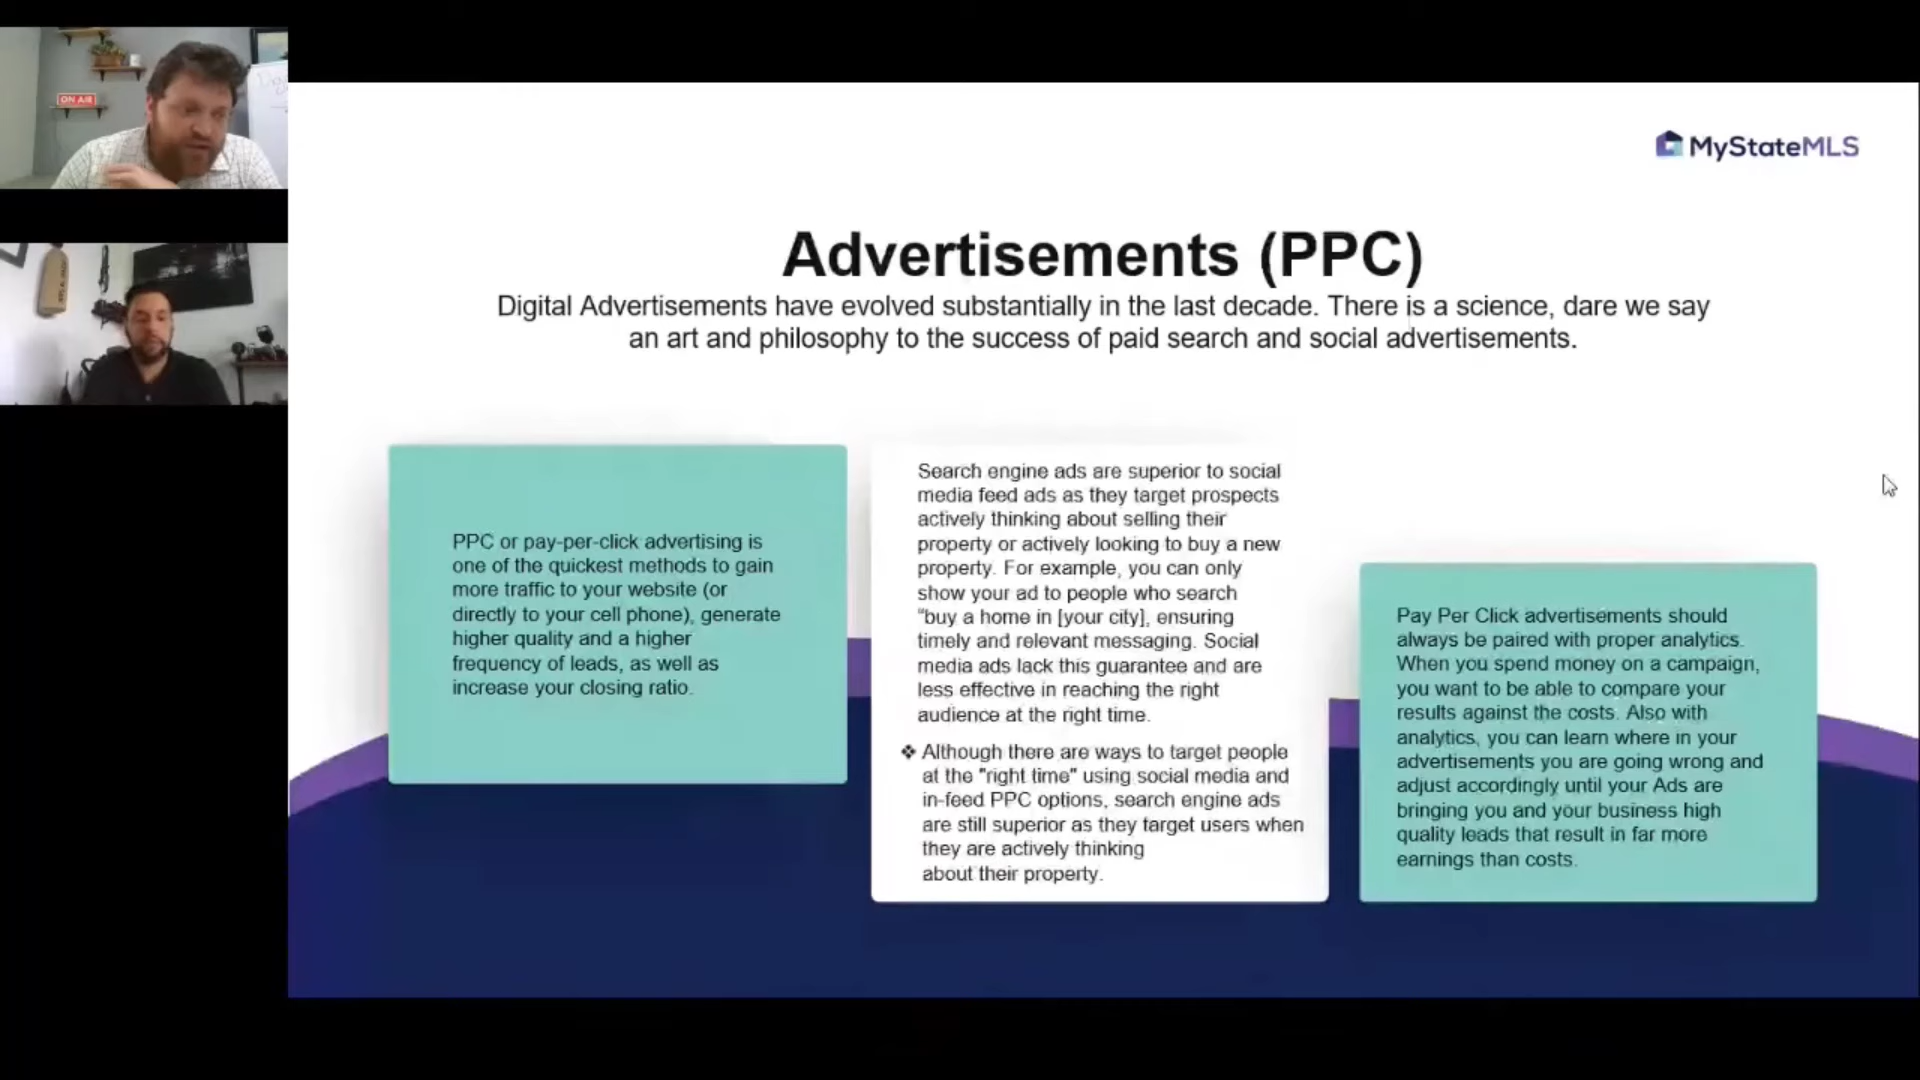 ON AIR
MyStateMLS
Advertisements (PPC)
Digital Advertisements have evolved substantially in the last decade. There is a science, dare we say
an art and philosophy to the success of paid search and social advertisements.
PPC or pay-per-click advertising is
one of the quickest methods to gain
more traffic to your website (or
directly to your cell phone), generate
higher quality and a higher
frequency of leads, as well as
increase your closing ratio.
Search engine ads are superior to social
media feed ads as they target prospects
actively thinking about selling their
property or actively looking to buy a new
property. For example, you can only
show your ad to people who search
"buy a home in [your city], ensuring
timely and relevant messaging. Social
media ads lack this guarantee and are
less effective in reaching the right
audience at the right time.
❖ Although there are ways to target people
at the "right time" using social media and
in-feed PPC options, search engine ads
are still superior as they target users when
they are actively thinking
about their property.
Pay Per Click advertisements should
always be paired with proper analytics.
When you spend money on a campaign,
you want to be able to compare your
results against the costs. Also with
analytics, you can learn where in your
advertisements you are going wrong and
adjust accordingly until your Ads are
bringing you and your business high
quality leads that result in far more
earnings than costs.